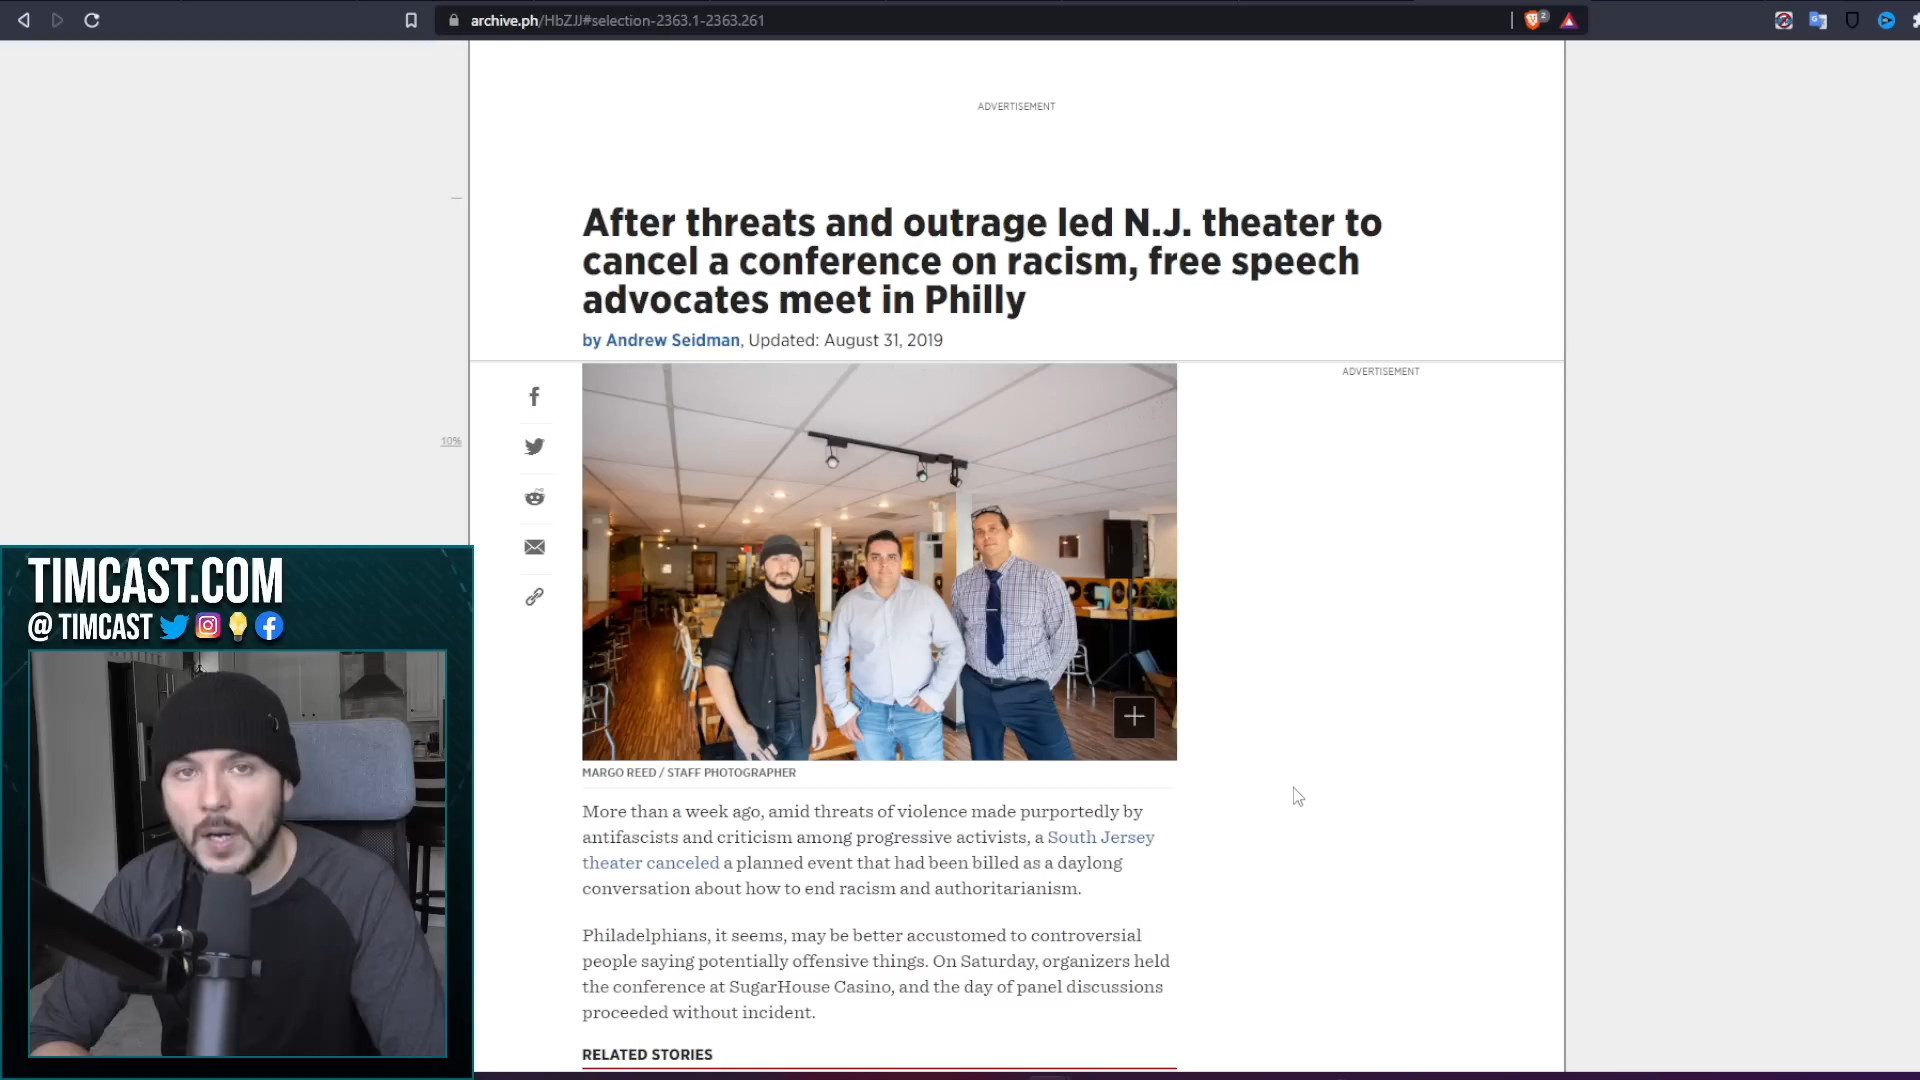 archive.ph/HbZJJ#selection-2363.1-2363.261
2
ADVERTISEMENT
After threats and outrage led N.J. theater to
cancel a conference on racism, free speech
advocates meet in Philly
by Andrew Seidman, Updated: August 31, 2019
ADVERTISEMENT
10%
MARGO REED / STAFF PHOTOGRAPHER
More than a week ago, amid threats of violence made purportedly by
antifascists and criticism among progressive activists, a South Jersey
theater canceled a planned event that had been billed as a daylong
conversation about how to end racism and authoritarianism.
Philadelphians, it seems, may be better accustomed to controversial
people saying potentially offensive things. On Saturday, organizers held
the conference at SugarHouse Casino, and the day of panel discussions
proceeded without incident.
RELATED STORIES
TIMCAST.COM
@ TIMCAST